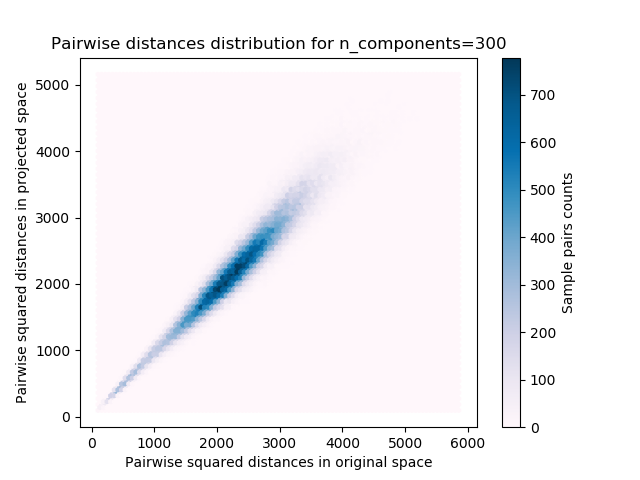 Pairwise distances distribution for n_components=300
Pairwise squared distances in projected space
5000
4000
3000
2000
1000
0
0 1000 2000 3000 4000 5000 6000
Pairwise squared distances in original space
700
600
500
400
300
200
100
0
Sample pairs counts